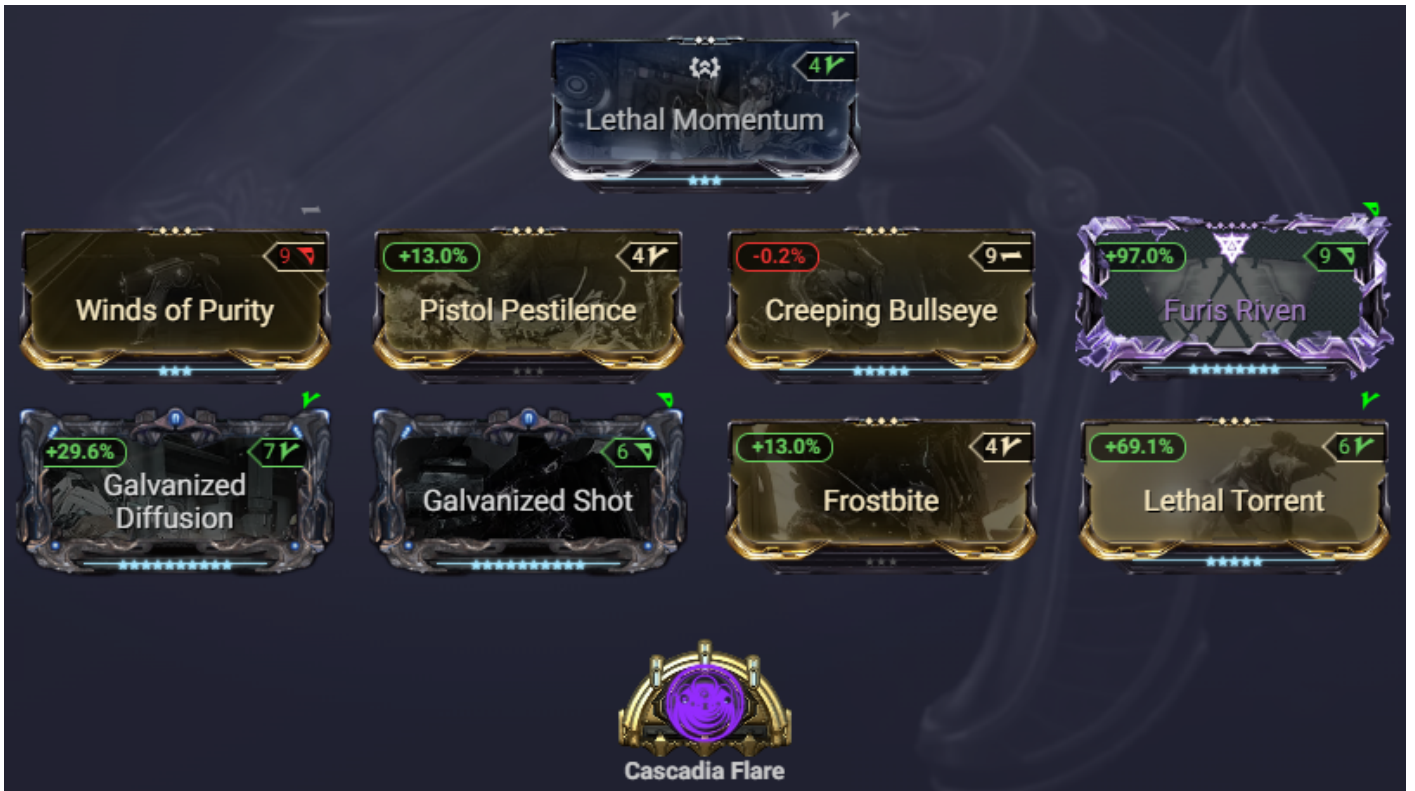 4
Lethal Momentum
9
Winds of Purity
+13.0%
4
Pistol Pestilence
-0.2%
9
Creeping Bullseye
+97.0%
9
Furis Riven
+29.6%
7
Galvanized
Diffusion
6
Galvanized Shot
+13.0%
4
Frostbite
+69.1%
6
Lethal Torrent
Cascadia Flare